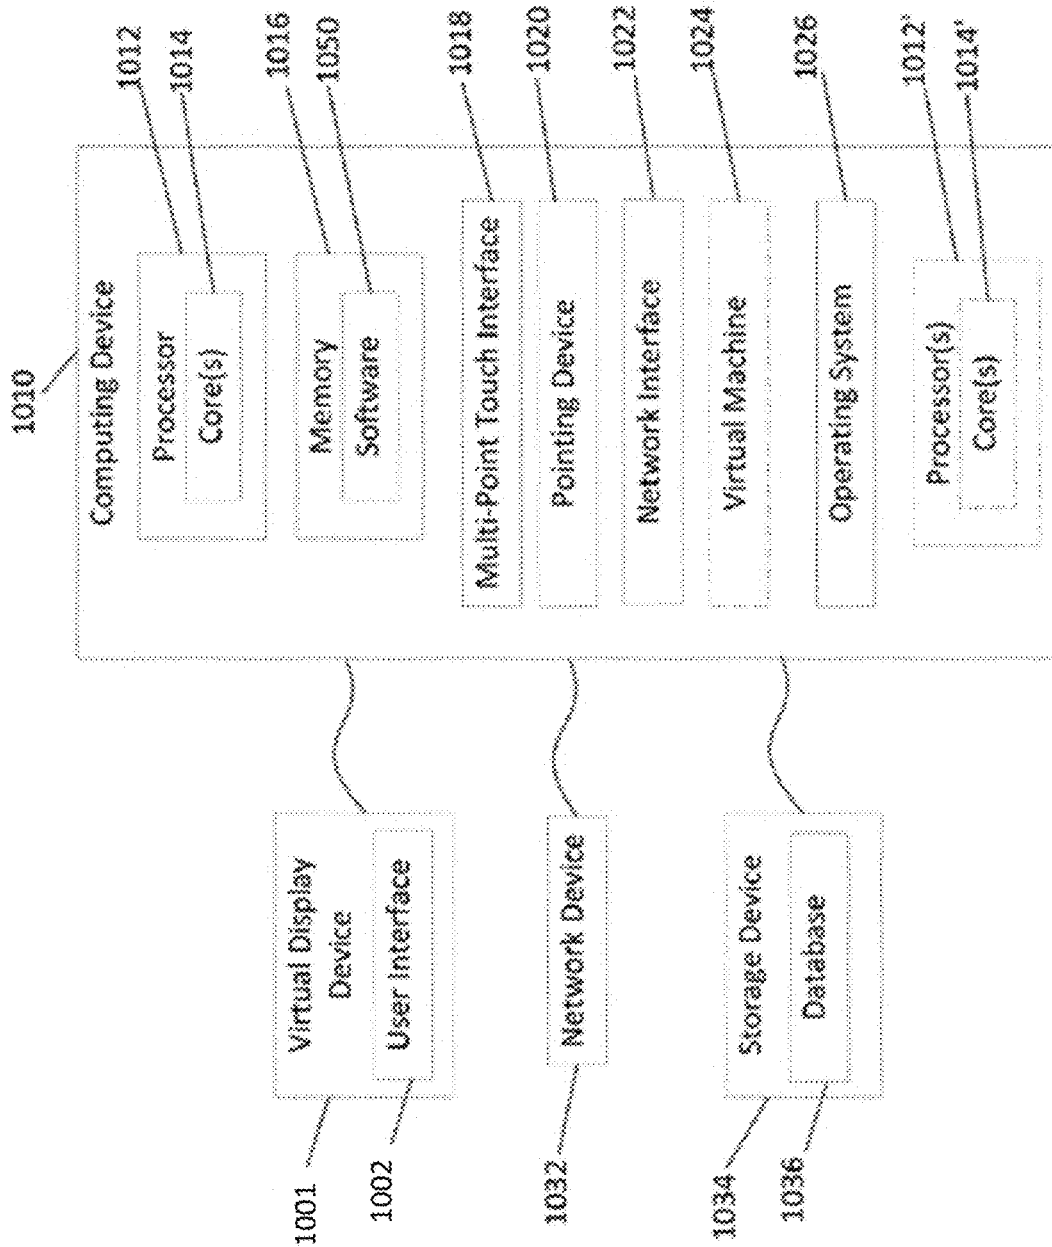 1010
Computing Device
Processor
Core(s)
1012
1014
Memory
Software
1016
1050
Multi-Point Touch Interface
1018
Pointing Device
1020
Network Interface
1022
Virtual Machine
1024
Operating System
1026
Processor(s)
Core(s)
1012'
1014'
Virtual Display
Device
User Interface
1001
1002
Network Device
1032
Storage Device
Database
1034
1036